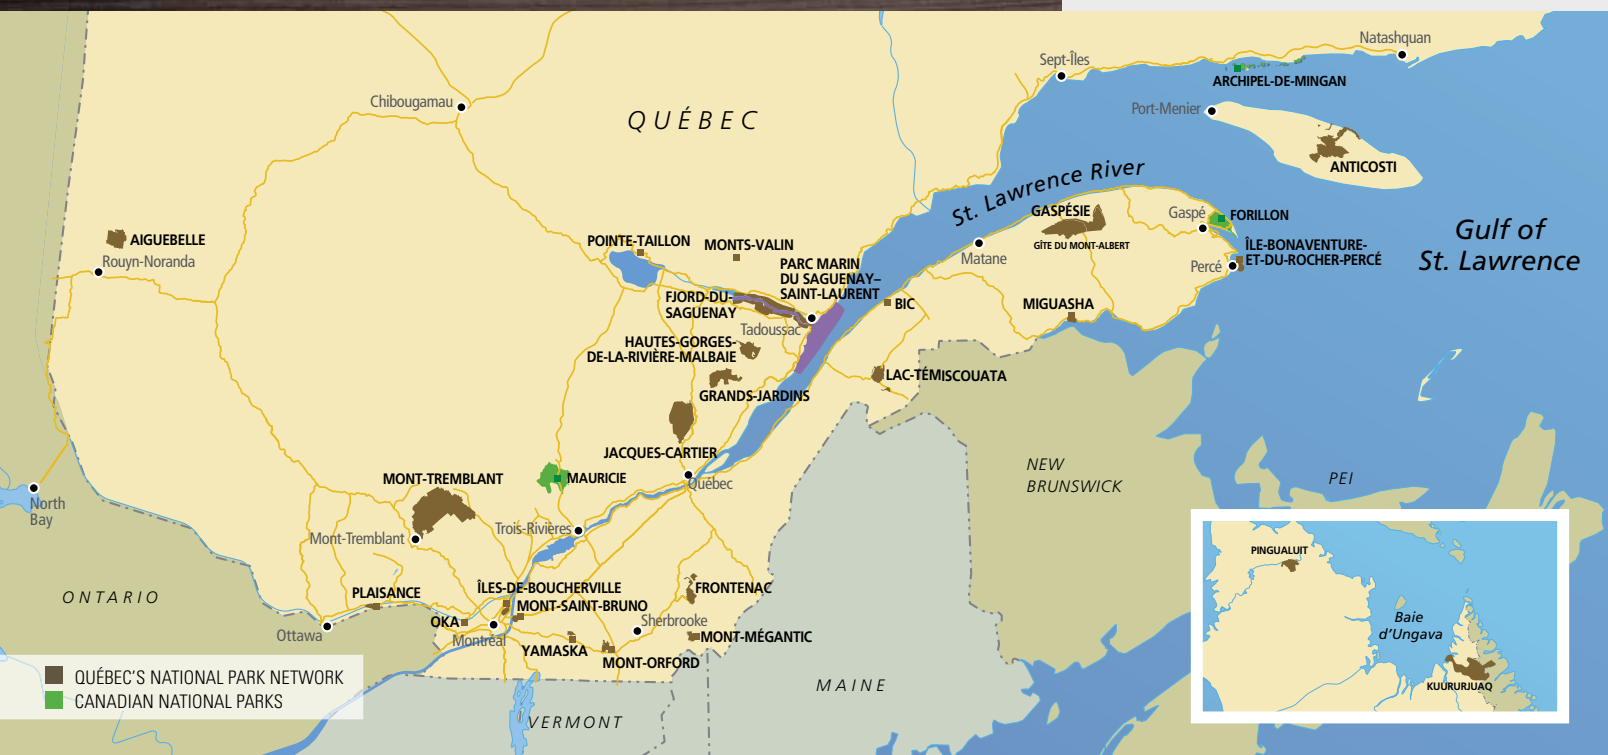 Natashquan
Sept-Îles
ARCHIPEL-DE-MINGAN
Chibougamau
Port-Menier
QUÉBEC
ANTICOSTI
St. Lawrence River
GASPÉSIE
Gaspé
FORILLON
GÎTE DU MONT-ALBERT
Gulf of
St. Lawrence
AIGUEBELLE
Rouyn-Noranda
POINTE-TAILLON
MONTS-VALIN
ÎLE-BONAVENTURE-
ET-DU-ROCHER-PERCÉ
Matane
Percé
PARC MARIN
DU SAGUENAY–
SAINT-LAURENT
FJORD-DU-
SAGUENAY
BIC
MIGUASHA
Tadoussac
HAUTES-GORGES-
DE-LA-RIVIÈRE-MALBAIE
LAC-TÉMISCOUATA
GRANDS-JARDINS
JACQUES-CARTIER
MONT-TREMBLANT
MAURICIE
Québec
NEW
BRUNSWICK
PEI
North
Bay
Trois-Rivières
Mont-Tremblant
PINGUALUIT
ONTARIO
PLAISANCE
ÎLES-DE-BOUCHERVILLE
FRONTENAC
MONT-SAINT-BRUNO
OKA
Sherbrooke
Baie
d'Ungava
Ottawa
Montréal
MONT-MÉGANTIC
YAMASKA
MONT-ORFORD
QUÉBEC'S NATIONAL PARK NETWORK
CANADIAN NATIONAL PARKS
MAINE
KUURURJUAQ
VERMONT